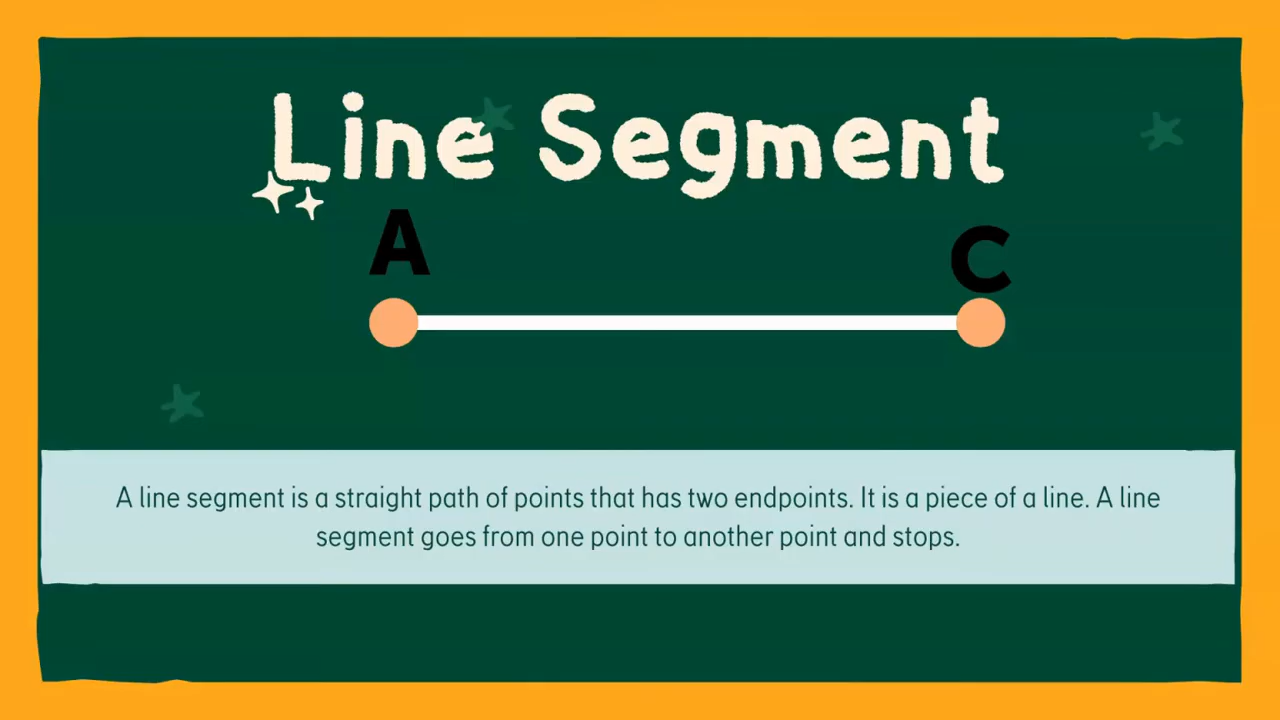 Line Segment
A C
A line segment is a straight path of points that has two endpoints. It is a piece of a line. A line
segment goes from one point to another point and stops.